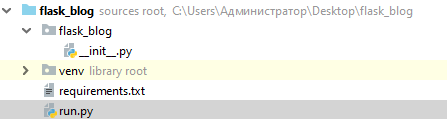 flask_blog sources root, C:\Users\Администратор\Desktop\flask_blog
flask_blog
__init__.py
venv library root
requirements.txt
run.py